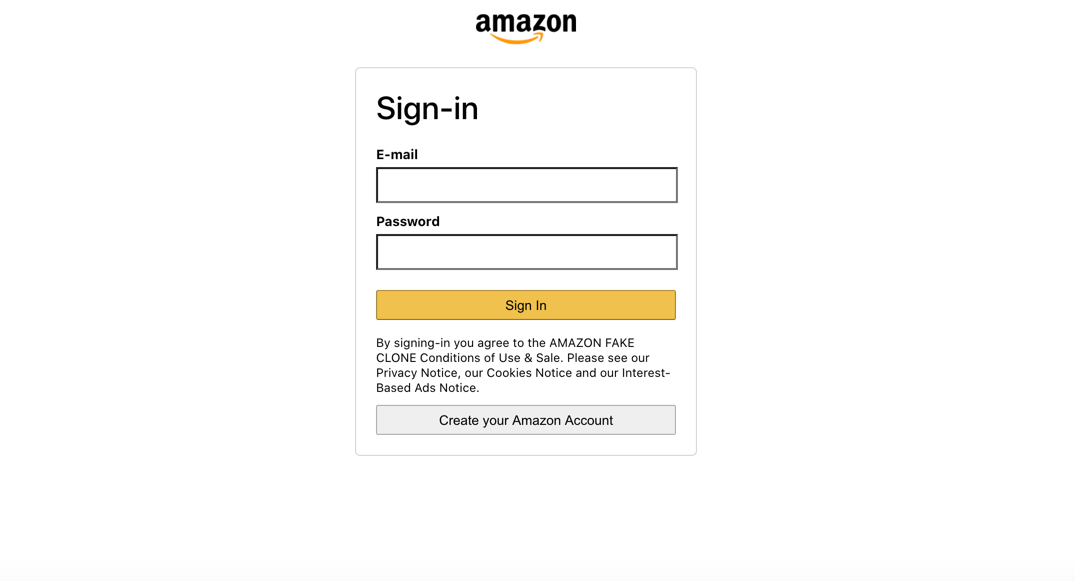 amazon
Sign-in
E-mail
Password
Sign In
By signing-in you agree to the AMAZON FAKE
CLONE Conditions of Use & Sale. Please see our
Privacy Notice, our Cookies Notice and our Interest-
Based Ads Notice.
Create your Amazon Account